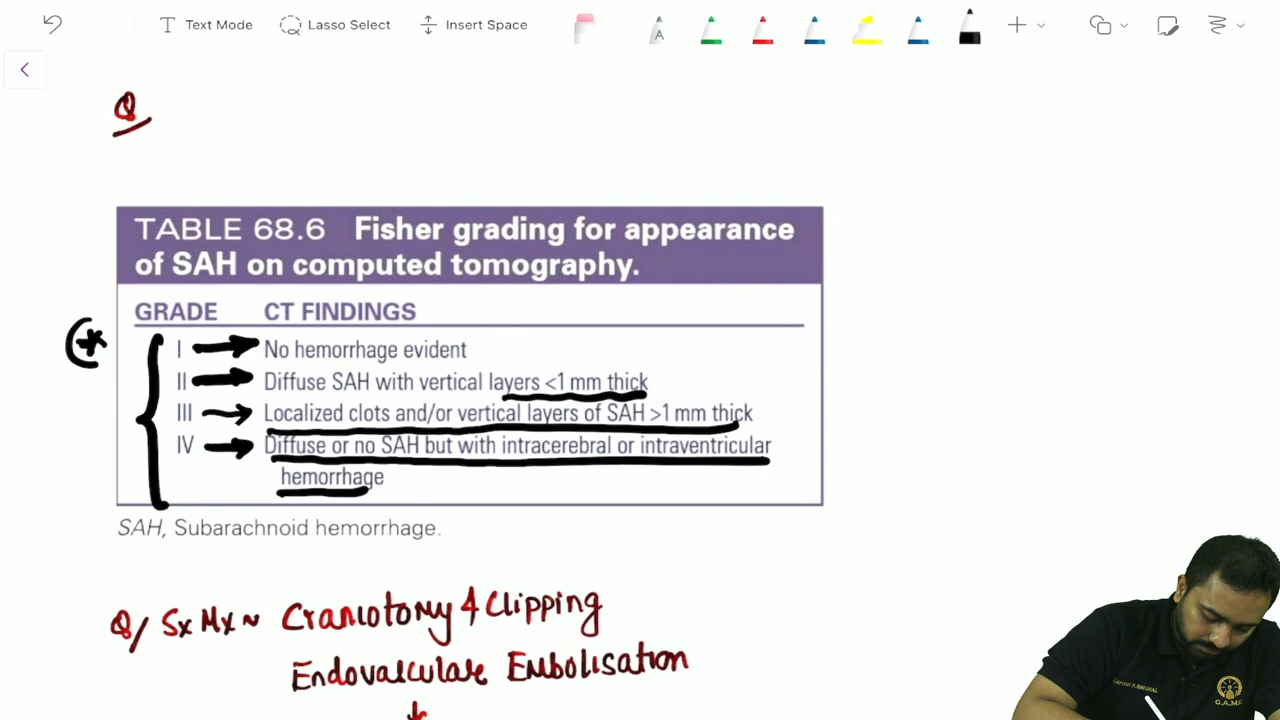 Text Mode Lasso Select Insert Space
A
Q
TABLE 68.6 Fisher grading for appearance
of SAH on computed tomography.
GRADE CT FINDINGS
I No hemorrhage evident
II Diffuse SAH with vertical layers <1 mm thick
III Localized clots and/or vertical layers of SAH >1 mm thick
IV Diffuse or no SAH but with intracerebral or intraventricular
hemorrhage
SAH, Subarachnoid hemorrhage.
Q/ Sx Mx ~ Craniotomy & Clipping
Endovascular Embolisation
G.A.M.S